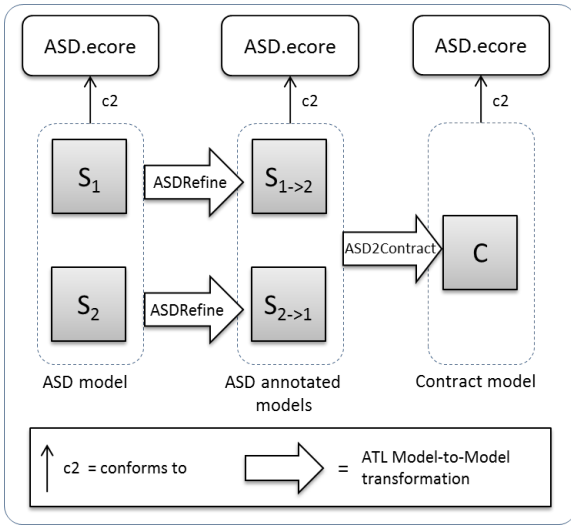 ASD.ecore
ASD.ecore
ASD.ecore
c2
c2
c2
S1
ASDRefine
S1->2
ASD2Contract
C
S2
ASDRefine
S2->1
ASD model
ASD annotated
models
Contract model
c2 = conforms to
= ATL Model-to-Model
transformation